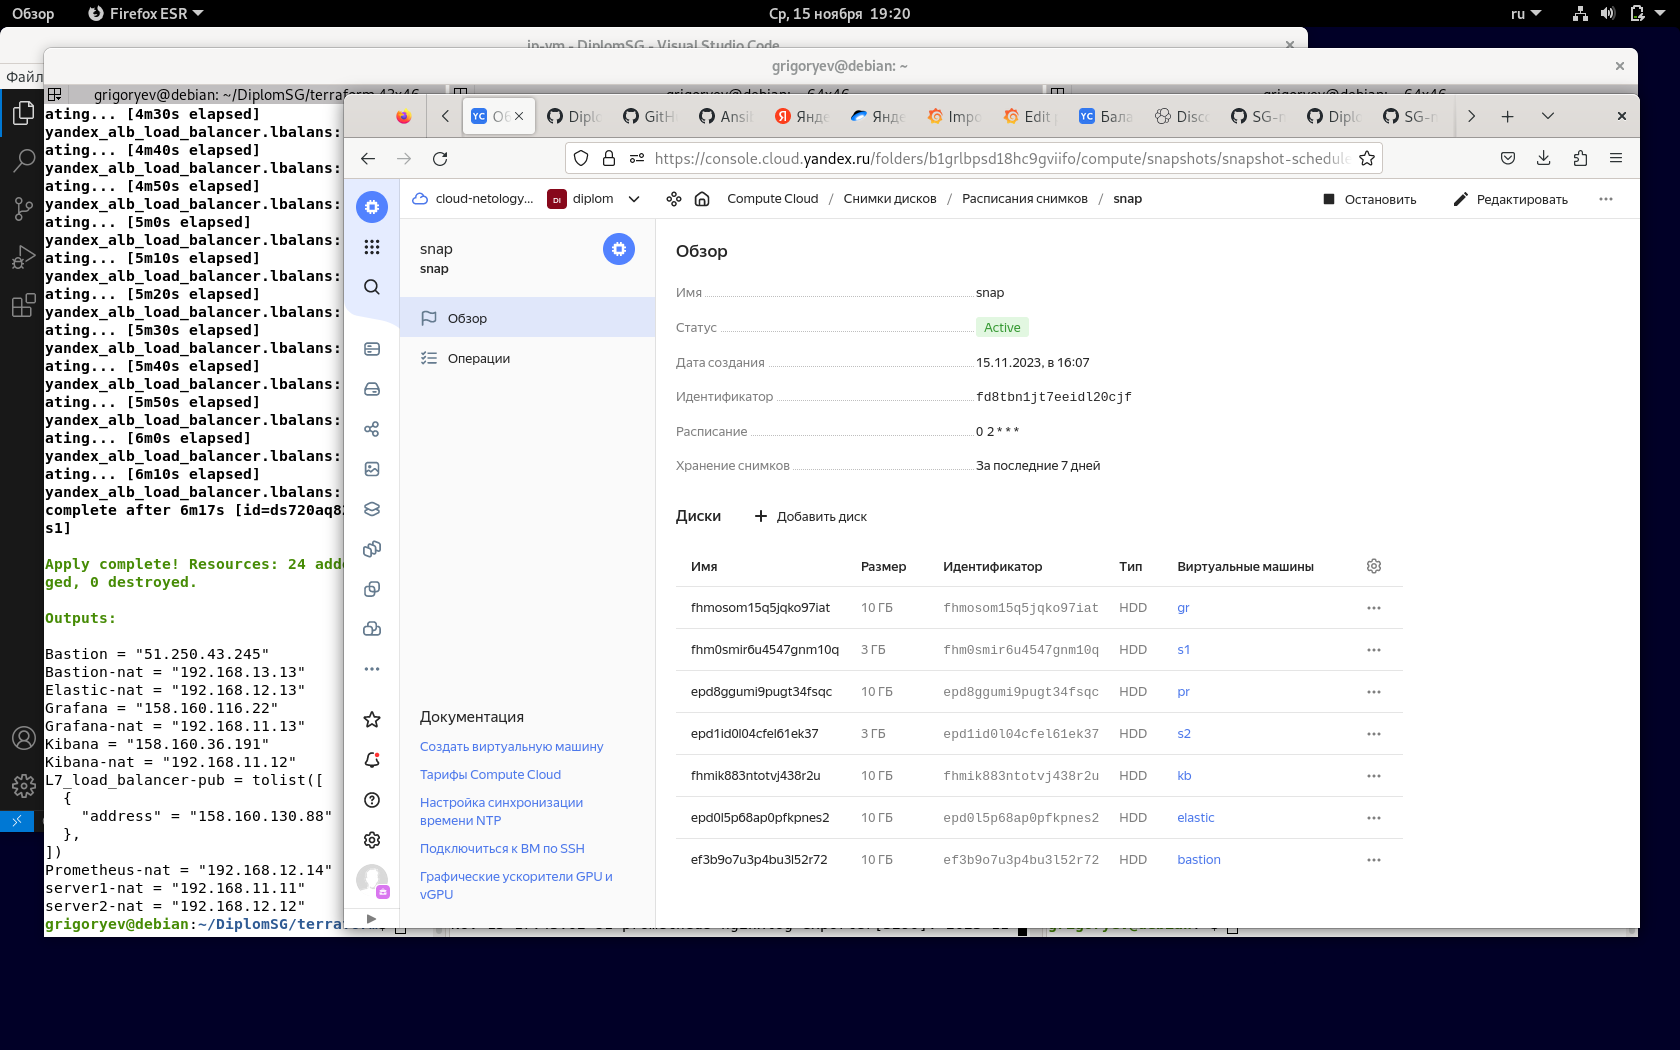 Обзор
Firefox ESR
Ср, 15 ноября 19:20
ru
in-vm - DiplomSG - Visual Studio Code
Файл
grigoryev@debian: ~
grigoryev@debian: ~/DiplomSG/terraform 42x46
grigoryev@debian: ~ 64x46
grigoryev@debian: ~ 64x46
ating... [4m30s elapsed]
yandex_alb_load_balancer.lbalans:
ating... [4m40s elapsed]
yandex_alb_load_balancer.lbalans:
ating... [4m50s elapsed]
yandex_alb_load_balancer.lbalans:
ating... [5m0s elapsed]
yandex_alb_load_balancer.lbalans:
ating... [5m10s elapsed]
yandex_alb_load_balancer.lbalans:
ating... [5m20s elapsed]
yandex_alb_load_balancer.lbalans:
ating... [5m30s elapsed]
yandex_alb_load_balancer.lbalans:
ating... [5m40s elapsed]
yandex_alb_load_balancer.lbalans:
ating... [5m50s elapsed]
yandex_alb_load_balancer.lbalans:
ating... [6m0s elapsed]
yandex_alb_load_balancer.lbalans:
ating... [6m10s elapsed]
yandex_alb_load_balancer.lbalans:
complete after 6m17s [id=ds720aq8
s1]
Apply complete! Resources: 24 adde
ged, 0 destroyed.
Outputs:
Bastion = "51.250.43.245"
Bastion-nat = "192.168.13.13"
Elastic-nat = "192.168.12.13"
Grafana = "158.160.116.22"
Grafana-nat = "192.168.11.13"
Kibana = "158.160.36.191"
Kibana-nat = "192.168.11.12"
L7_load_balancer-pub = tolist([
{
"address" = "158.160.130.88"
},
])
Prometheus-nat = "192.168.12.14"
server1-nat = "192.168.11.11"
server2-nat = "192.168.12.12"
grigoryev@debian:~/DiplomSG/terraform$
YC Об
Diplo
GitH
Ansi
Янде
Янде
Impo
Edit
YC Бала
Disc
SG-n
Diplo
SG-n
https://console.cloud.yandex.ru/folders/b1grlbpsd18hc9gviifo/compute/snapshots/snapshot-schedule
cloud-netology...
DI diplom
Compute Cloud / Снимки дисков / Расписания снимков / snap
Остановить
Редактировать
snap
snap
Обзор
Операции
Документация
Создать виртуальную машину
Тарифы Compute Cloud
Настройка синхронизации
времени NTP
Подключиться к ВМ по SSH
Графические ускорители GPU и
vGPU
Обзор
Имя snap
Статус Active
Дата создания 15.11.2023, в 16:07
Идентификатор fd8tbn1jt7eeidl20cjf
Расписание 0 2 * * *
Хранение снимков За последние 7 дней
Диски
Добавить диск
Имя Размер Идентификатор Тип Виртуальные машины
fhmosom15q5jqko97iat 10 ГБ fhmosom15q5jqko97iat HDD gr
fhm0smir6u4547gnm10q 3 ГБ fhm0smir6u4547gnm10q HDD s1
epd8ggumi9pugt34fsqc 10 ГБ epd8ggumi9pugt34fsqc HDD pr
epd1id0l04cfel61ek37 3 ГБ epd1id0l04cfel61ek37 HDD s2
fhmik883ntotvj438r2u 10 ГБ fhmik883ntotvj438r2u HDD kb
epd0l5p68ap0pfkpnes2 10 ГБ epd0l5p68ap0pfkpnes2 HDD elastic
ef3b9o7u3p4bu3l52r72 10 ГБ ef3b9o7u3p4bu3l52r72 HDD bastion